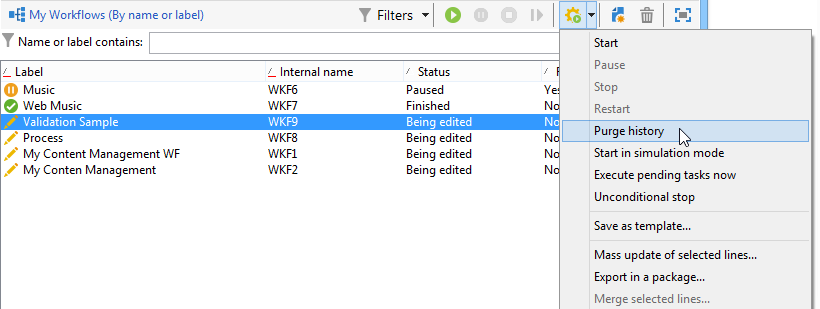 My Workflows (By name or label) Filters
Name or label contains:
Label Internal name Status
Music WKF6 Paused Yes
Web Music WKF7 Finished No
Validation Sample WKF9 Being edited No
Process WKF8 Being edited No
My Content Management WF WKF1 Being edited No
My Conten Management WKF2 Being edited No
Start
Pause
Stop
Restart
Purge history
Start in simulation mode
Execute pending tasks now
Unconditional stop
Save as template...
Mass update of selected lines...
Export in a package...
Merge selected lines...